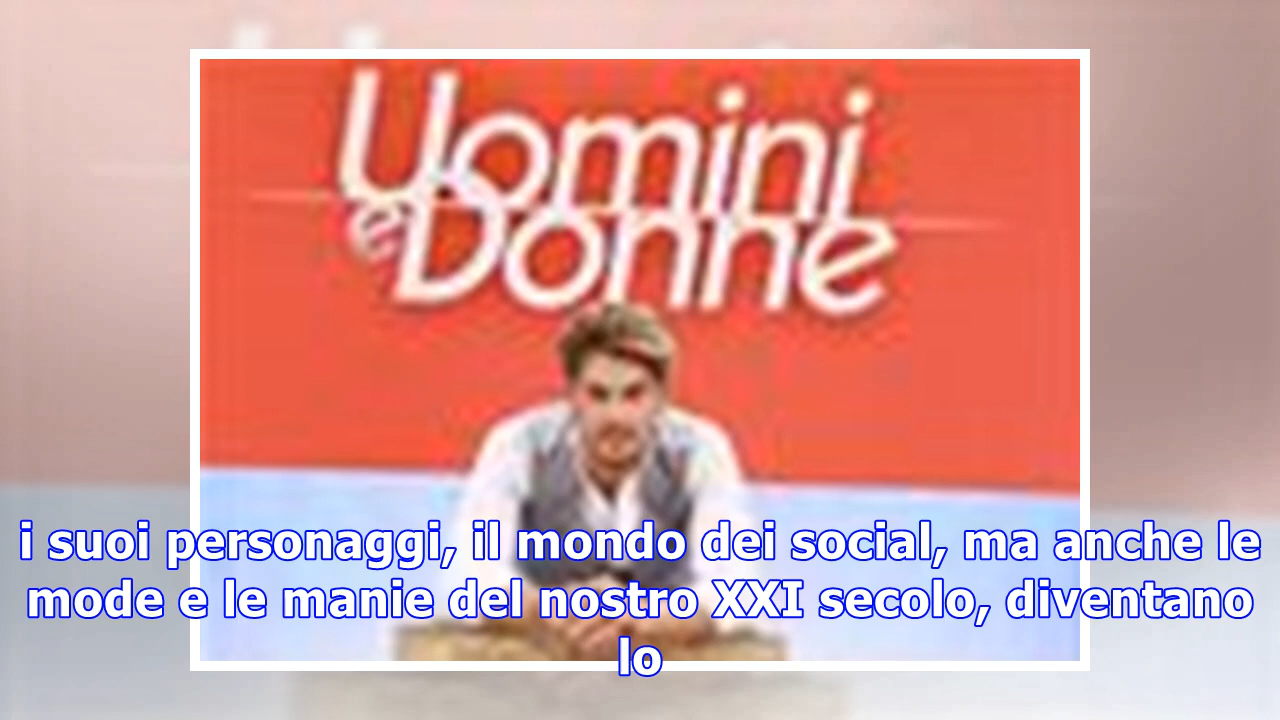 Uomini
e Donne
i suoi personaggi, il mondo dei social, ma anche le
mode e le manie del nostro XXI secolo, diventano
lo